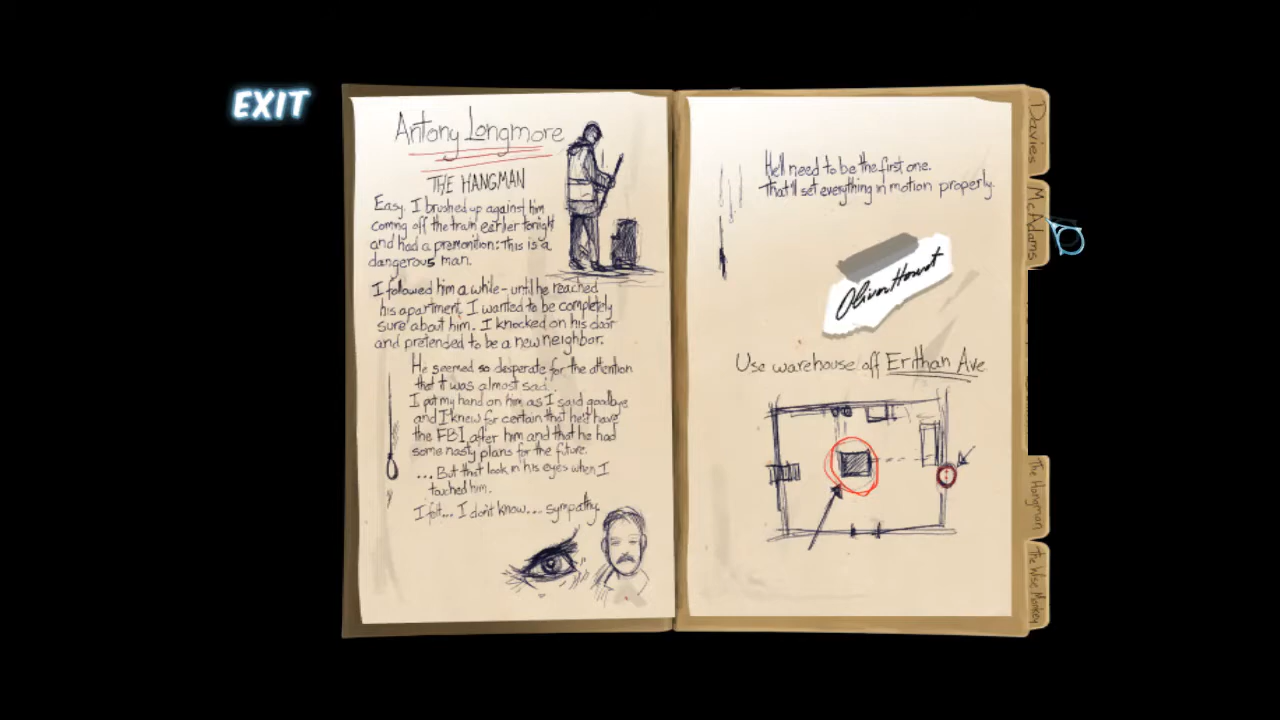 EXIT
Antony Longmore
THE HANGMAN
Easy. I brushed up against him
coming off the train earlier tonight
and had a premonition: this is a
dangerous man.
I followed him a while - until he reached
his apartment. I wanted to be completely
sure about him. I knocked on his door
and pretended to be a new neighbor.
He seemed so desperate for the attention
that it was almost sad...
I put my hand on him as I said goodbye
and I knew for certain that he'd have
the FBI after him and that he had
some nasty plans for the future.
...But that look in his eyes when I
touched him.
I felt... I don't know... sympathy.
He'll need to be the first one.
That'll set everything in motion properly.
Oliver
Use warehouse off Erithan Ave
Davies
McAdams
The Hangman
The Wise Monkey